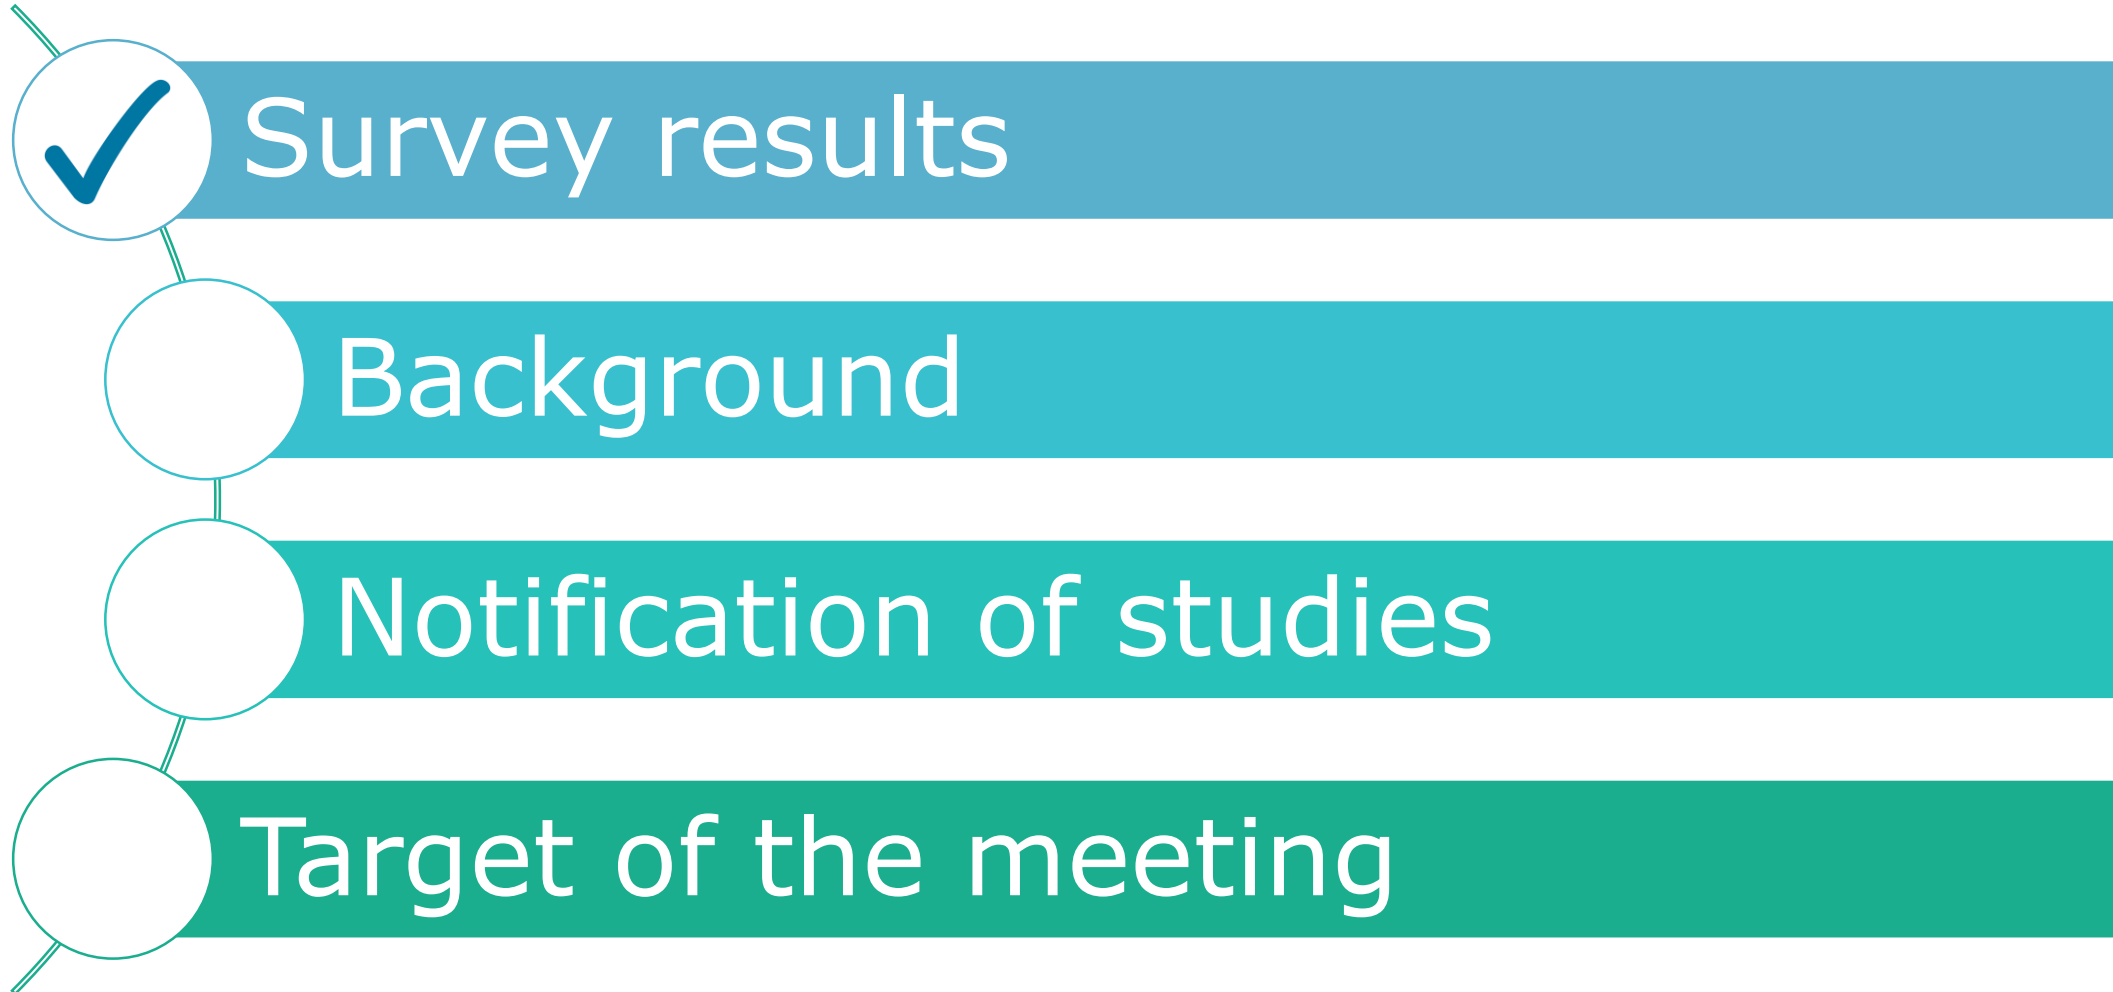 Survey results
Background
Notification of studies
Target of the meeting